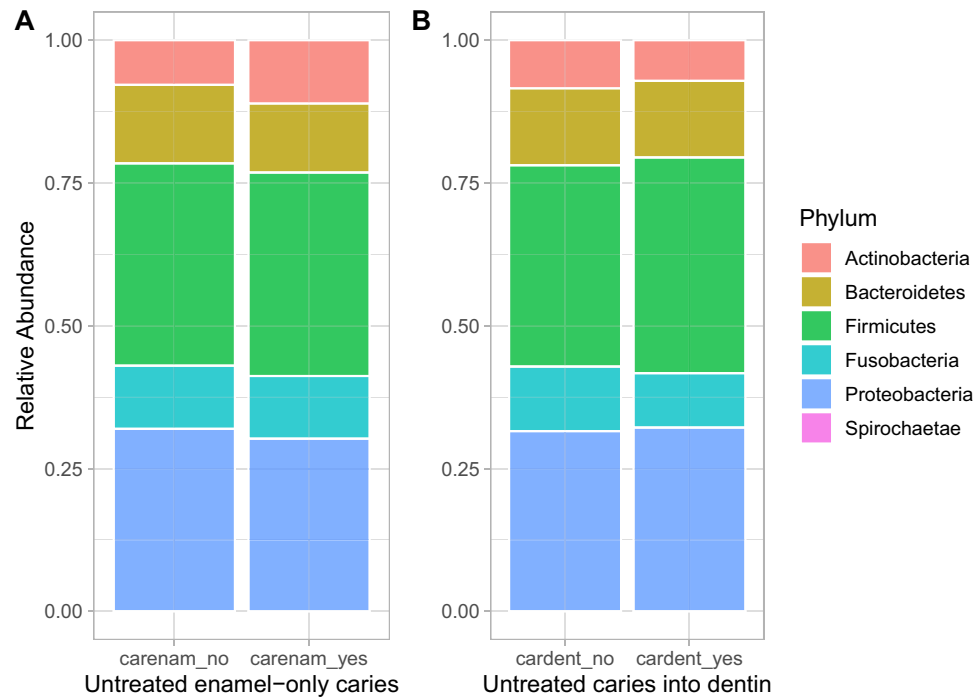 A
B
Relative Abundance
1.00
0.75
0.50
0.25
0.00
carenam_no carenam_yes
Untreated enamel−only caries
1.00
0.75
0.50
0.25
0.00
cardent_no cardent_yes
Untreated caries into dentin
Phylum
Actinobacteria
Bacteroidetes
Firmicutes
Fusobacteria
Proteobacteria
Spirochaetae